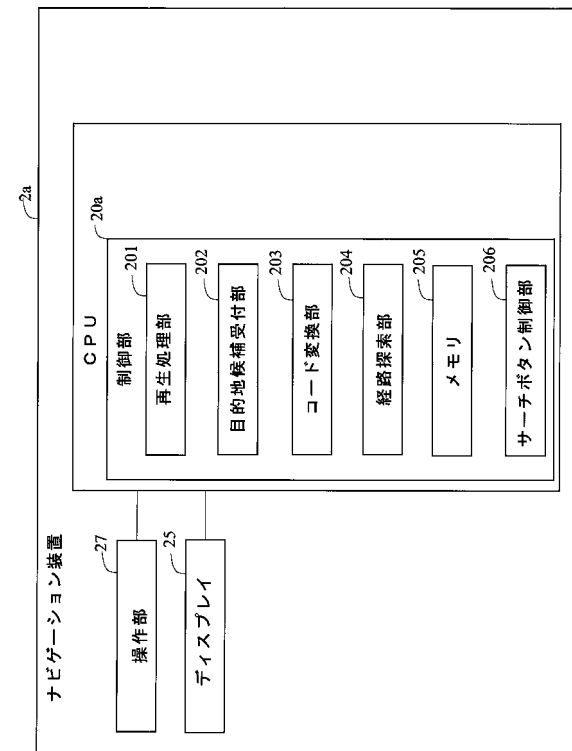 2a
ナビゲーション装置
CPU
20a
制御部
201
再生処理部
202
目的地候補受付部
203
コード変換部
204
経路探索部
205
メモリ
206
サーチボタン制御部
27
操作部
25
ディスプレイ